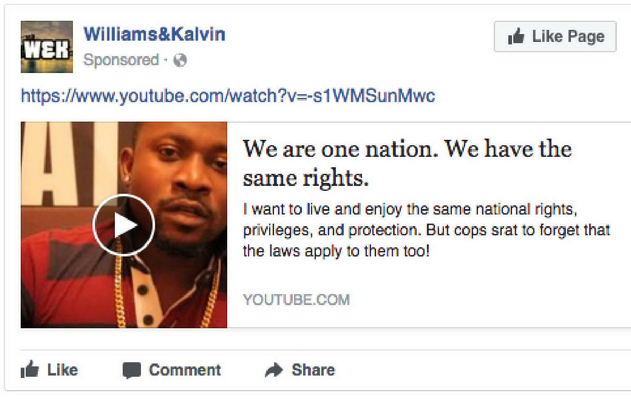 W&K
Williams&Kalvin
Like Page
Sponsored ·
https://www.youtube.com/watch?v=-s1WMSunMwc
We are one nation. We have the
same rights.
I want to live and enjoy the same national rights,
privileges, and protection. But cops srat to forget that
the laws apply to them too!
YOUTUBE.COM
Like
Comment
Share